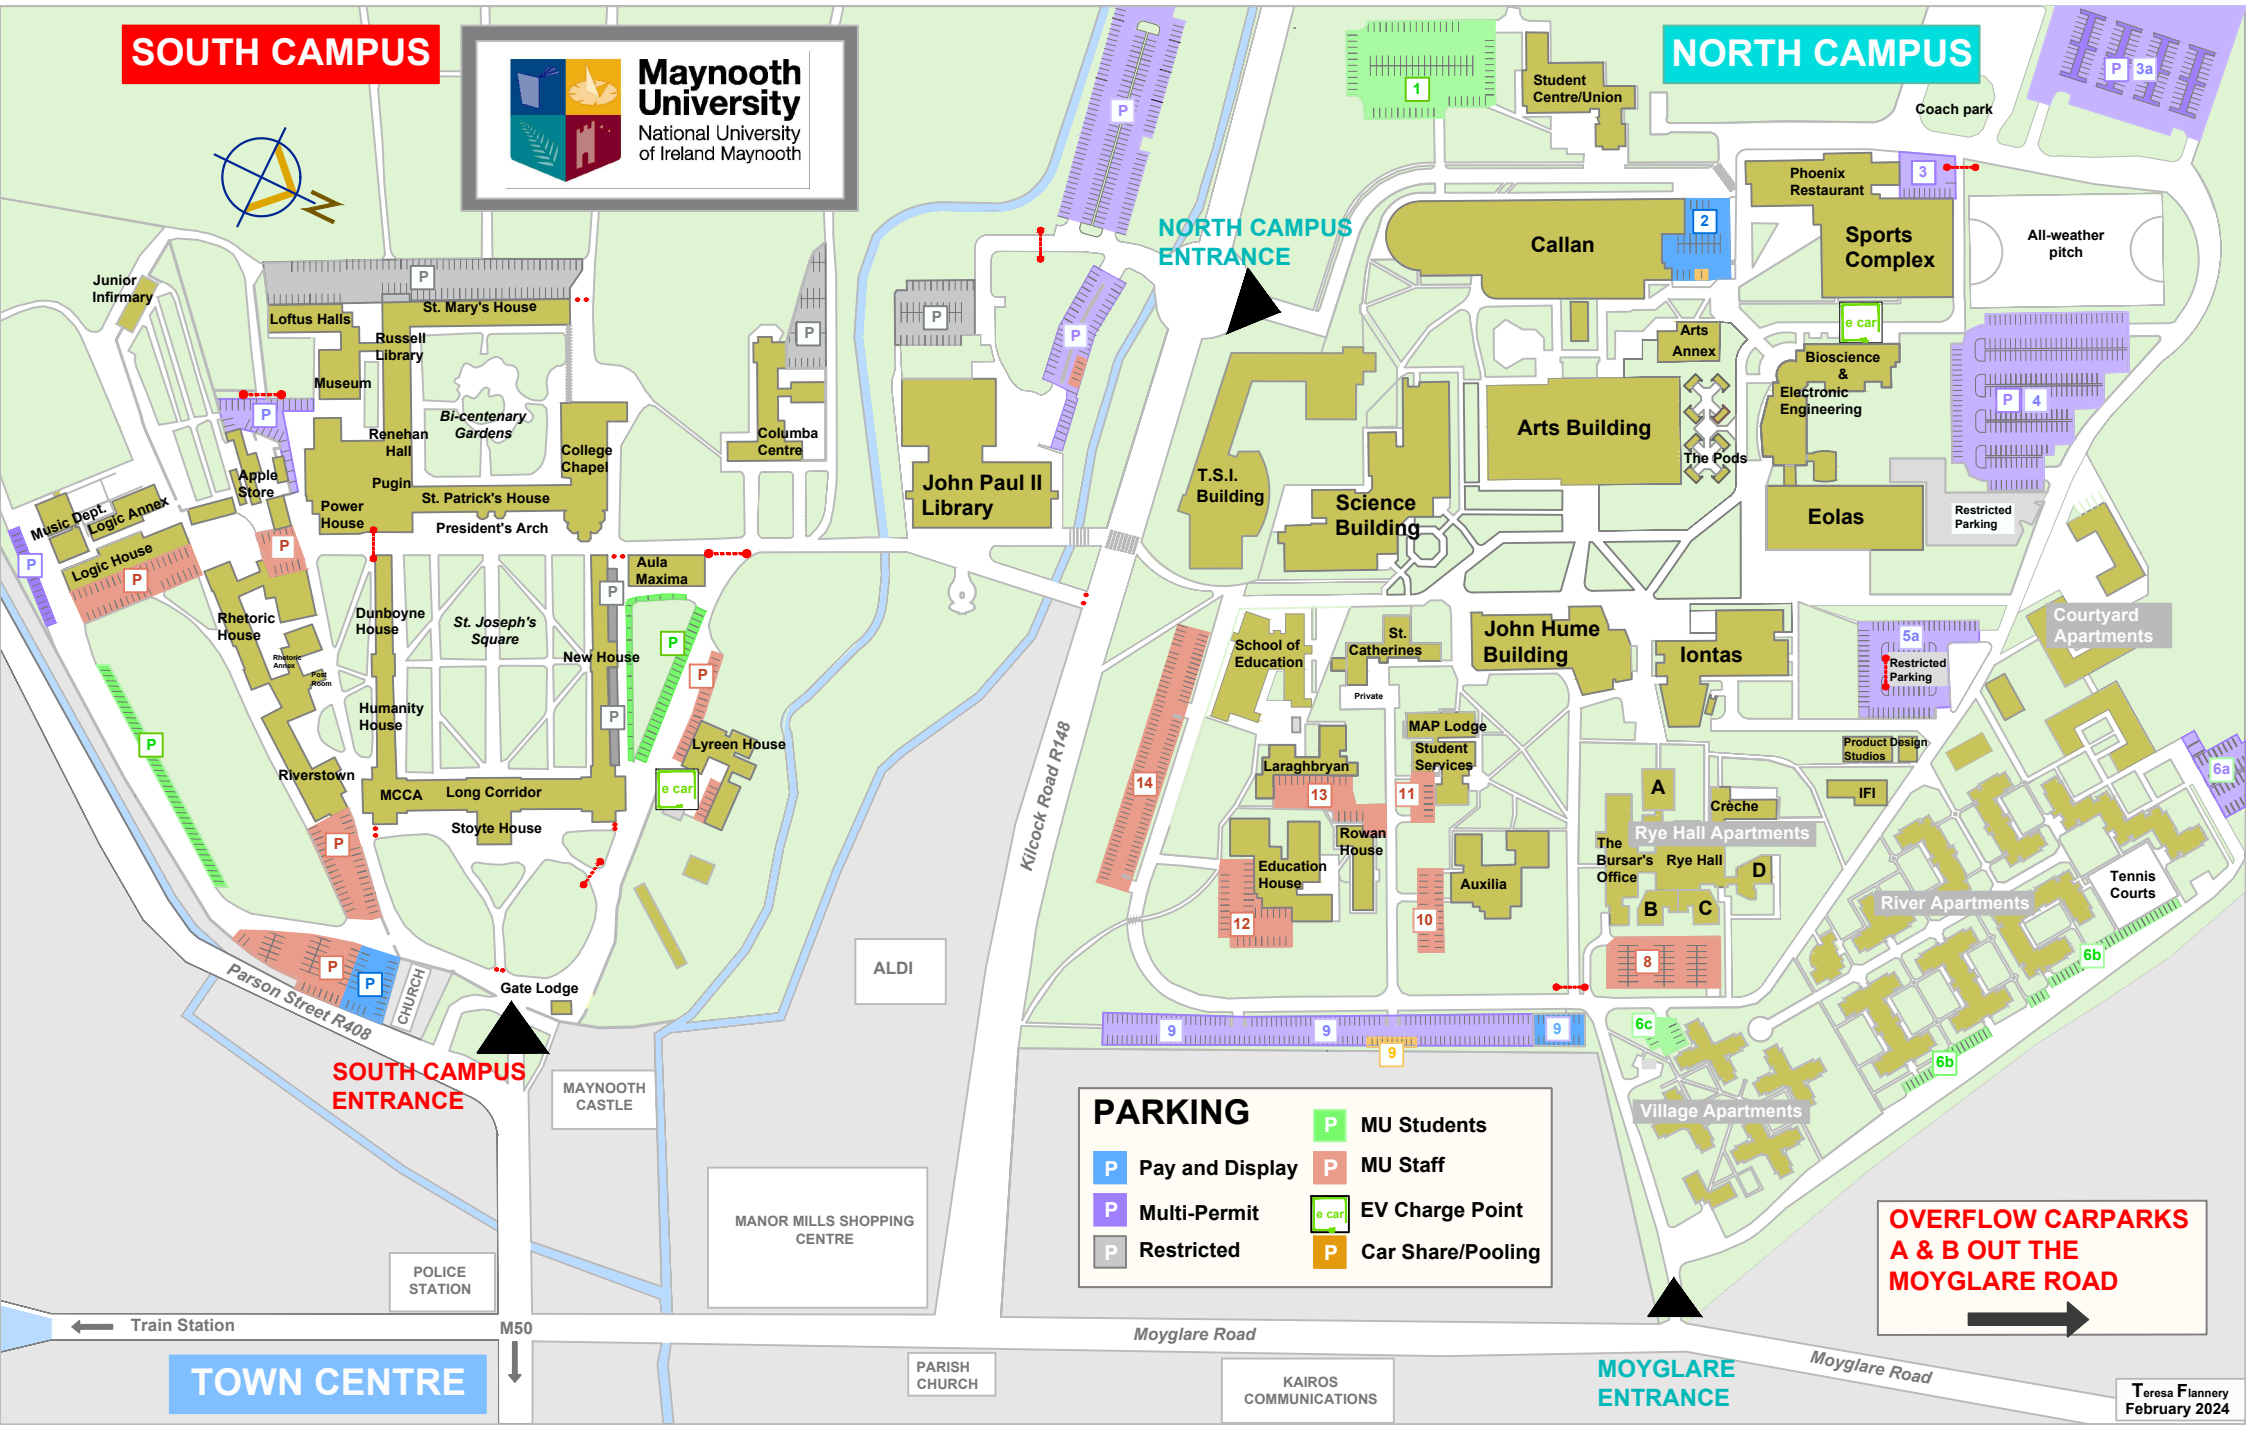 SOUTH CAMPUS
Maynooth
University
National University
of Ireland Maynooth
NORTH CAMPUS
N
P
1
Student
Centre/Union
Coach park
P 3a
Phoenix
Restaurant
3
2
Callan
Sports
Complex
All-weather
pitch
NORTH CAMPUS
ENTRANCE
Junior
Infirmary
P
St. Mary's House
Loftus Halls
Russell
Library
Museum
P
Bi-centenary
Gardens
Renehan
Hall
College
Chapel
Columba
Centre
P
P
P
Apple
Store
Pugin
St. Patrick's House
Power
House
President's Arch
Music Dept.
Logic Annex
Logic House
P
P
P
John Paul II
Library
T.S.I.
Building
Science
Building
Arts
Annex
Arts Building
The Pods
e car
Bioscience
&
Electronic
Engineering
P 4
Eolas
Restricted
Parking
Aula
Maxima
P
P
P
P
Rhetoric
House
Rhetoric
Annex
Post
Room
Dunboyne
House
St. Joseph's
Square
New House
Humanity
House
Riverstown
P
MCCA
Long Corridor
Stoyte House
Lyreen House
e car
P
P
P
CHURCH
Gate Lodge
Parson Street R408
SOUTH CAMPUS
ENTRANCE
School of
Education
St.
Catherines
Private
John Hume
Building
Iontas
5a
Restricted
Parking
Courtyard
Apartments
Kilcock Road R148
14
MAP Lodge
Student
Services
Laraghbryan
13
11
Rowan
House
Education
House
12
10
Auxilia
A
Crèche
Rye Hall Apartments
The
Bursar's
Office
Rye Hall
D
B
C
8
Product Design
Studios
IFI
6a
Tennis
Courts
River Apartments
6b
6b
6c
Village Apartments
9
9
9
9
ALDI
MAYNOOTH
CASTLE
MANOR MILLS SHOPPING
CENTRE
POLICE
STATION
PARKING
P Pay and Display
P Multi-Permit
P Restricted
P MU Students
P MU Staff
e car EV Charge Point
P Car Share/Pooling
OVERFLOW CARPARKS
A & B OUT THE
MOYGLARE ROAD
Train Station
M50
TOWN CENTRE
Moyglare Road
PARISH
CHURCH
KAIROS
COMMUNICATIONS
MOYGLARE
ENTRANCE
Moyglare Road
Teresa Flannery
February 2024